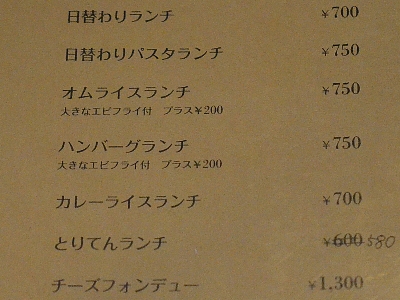 日替わりランチ ¥700
日替わりパスタランチ ¥750
オムライスランチ ¥750
大きなエビフライ付 プラス¥200
ハンバーグランチ ¥750
大きなエビフライ付 プラス¥200
カレーライスランチ ¥700
とりてんランチ ¥600 580
チーズフォンデュー ¥1,300